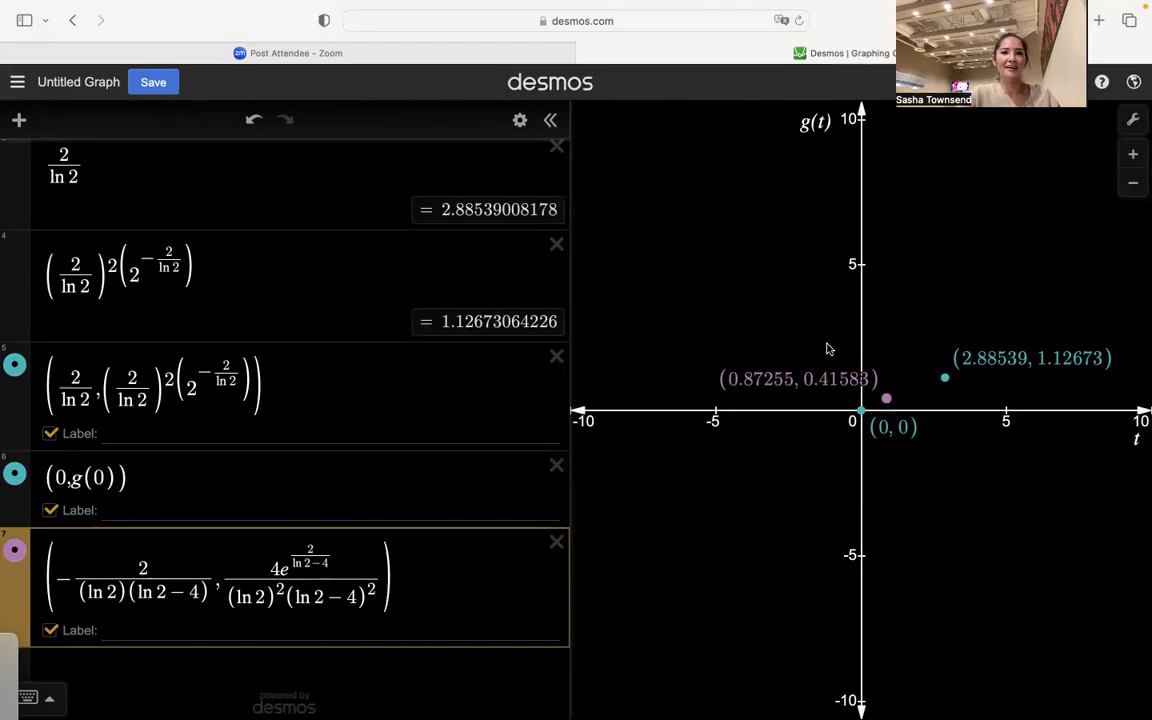 desmos.com
Post Attendee - Zoom
Desmos | Graphing C
Sasha Townsend
Untitled Graph
Save
desmos
2/ln 2
= 2.88539008178
4
(2/ln 2)^2(2^(-2/ln 2))
= 1.12673064226
5
(2/ln 2,(2/ln 2)^2(2^(-2/ln 2)))
Label:
6
(0,g(0))
Label:
7
(-2/((ln 2)(ln 2-4)), 4e^(2/(ln 2-4))/((ln 2)^2(ln 2-4)^2))
Label:
powered by
desmos
g(t)
10
5
(2.88539, 1.12673)
(0.87255, 0.41583)
-10
-5
0
(0, 0)
5
10
t
-5
-10